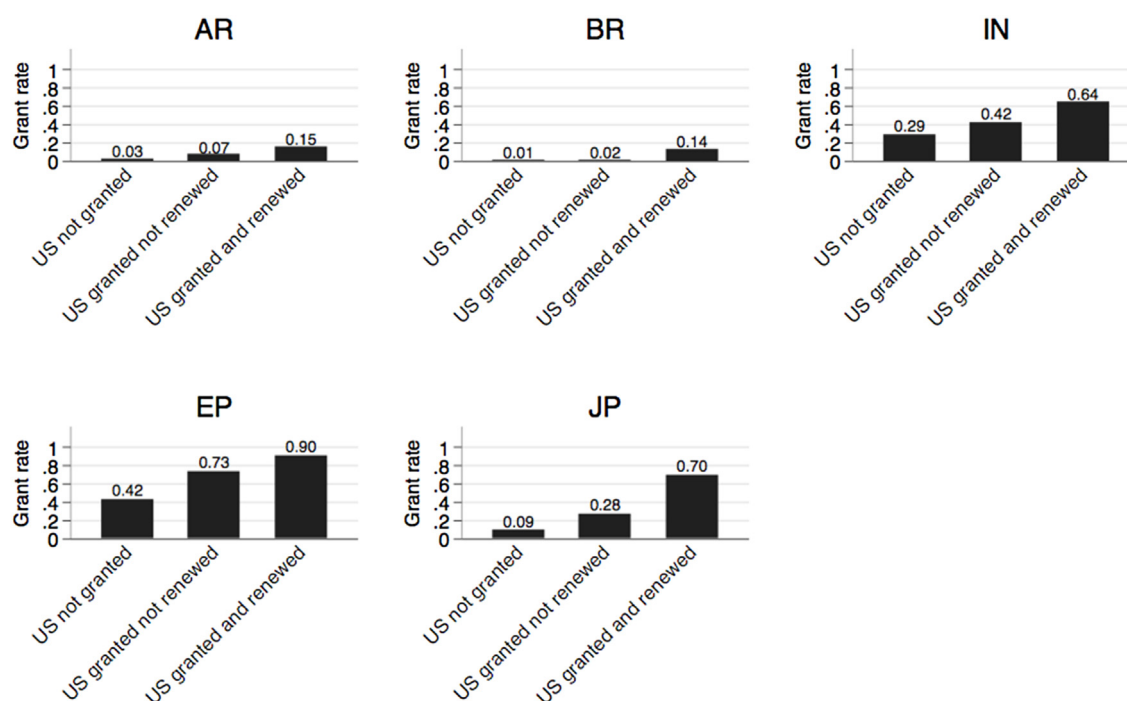 AR
Grant rate
1
.8
.6
.4
.2
0
0.03
0.07
0.15
US not granted
US granted not renewed
US granted and renewed
BR
Grant rate
1
.8
.6
.4
.2
0
0.01
0.02
0.14
US not granted
US granted not renewed
US granted and renewed
IN
Grant rate
1
.8
.6
.4
.2
0
0.29
0.42
0.64
US not granted
US granted not renewed
US granted and renewed
EP
Grant rate
1
.8
.6
.4
.2
0
0.42
0.73
0.90
US not granted
US granted not renewed
US granted and renewed
JP
Grant rate
1
.8
.6
.4
.2
0
0.09
0.28
0.70
US not granted
US granted not renewed
US granted and renewed